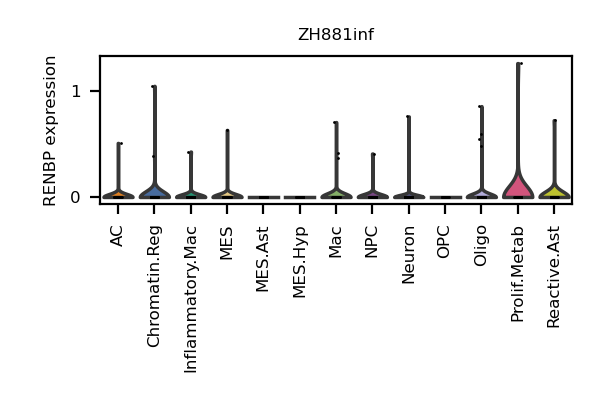 ZH881inf
RENBP expression
1
0
AC
Chromatin.Reg
Inflammatory.Mac
MES
MES.Ast
MES.Hyp
Mac
NPC
Neuron
OPC
Oligo
Prolif.Metab
Reactive.Ast